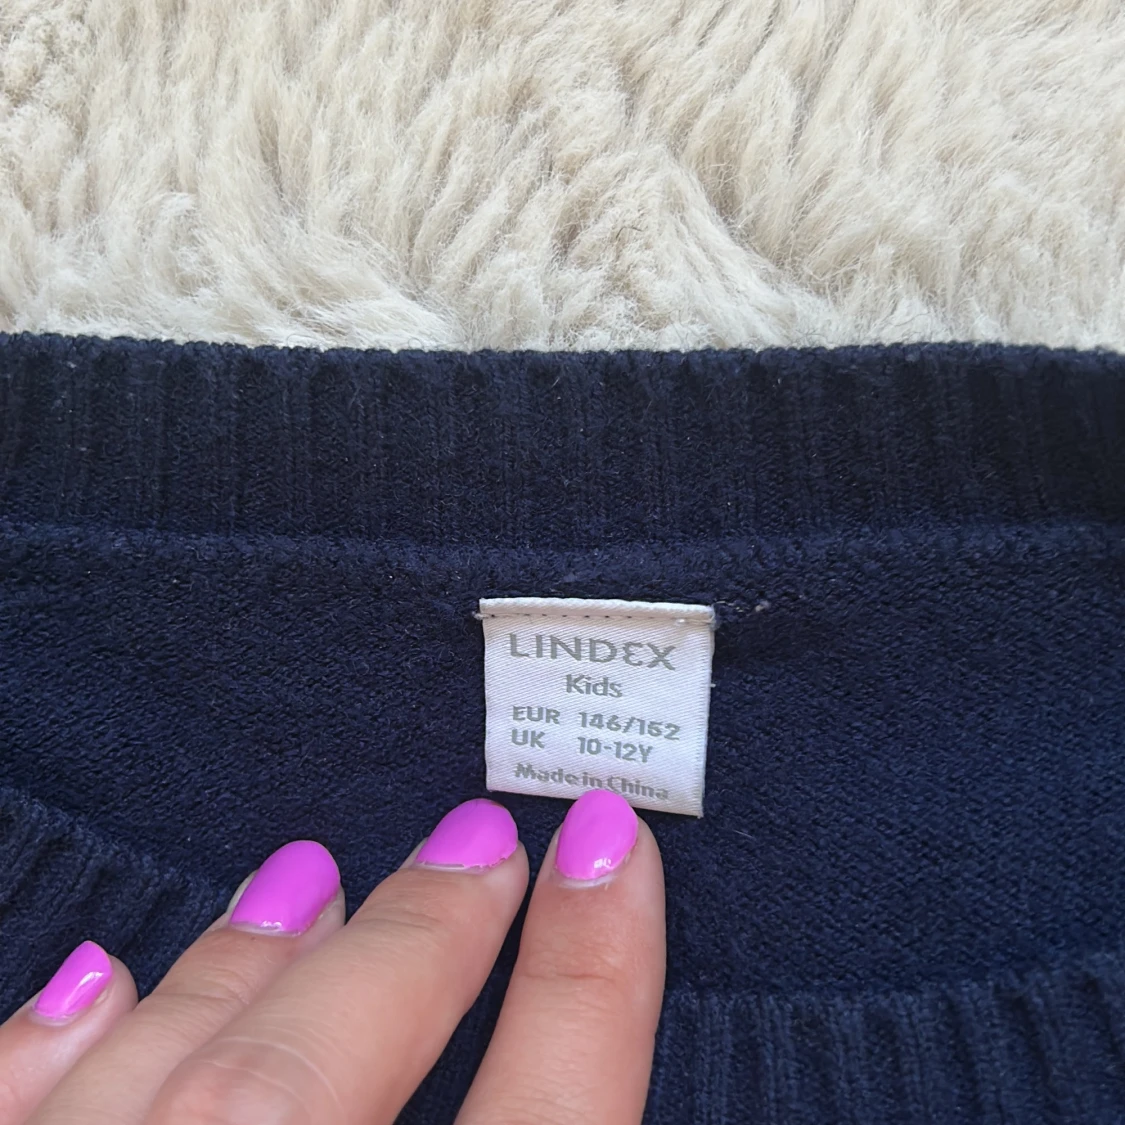 LINDEX
Kids
EUR 146/152
UK 10-12Y
Made in China